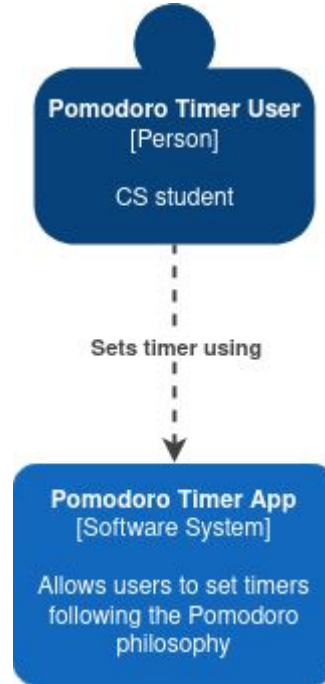 Pomodoro Timer User
[Person]
CS student
Sets timer using
Pomodoro Timer App
[Software System]
Allows users to set timers
following the Pomodoro
philosophy